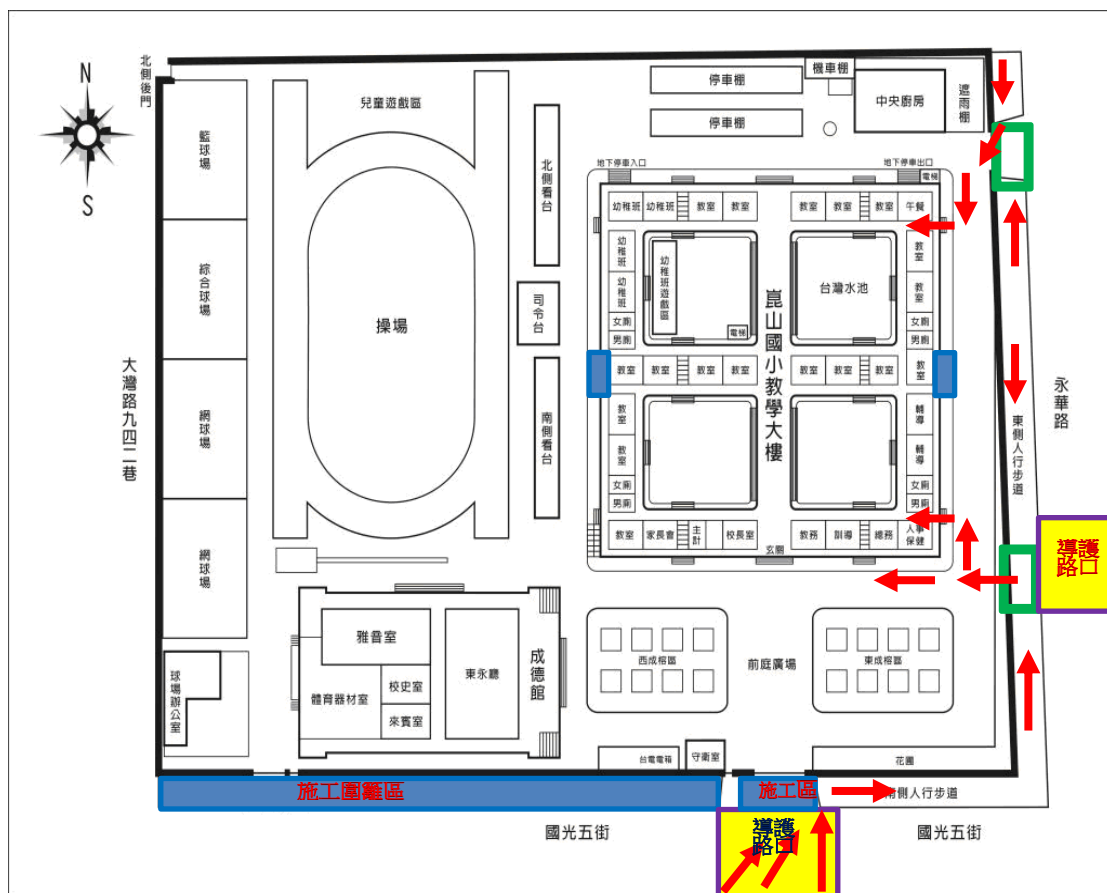 N
S
北側後門
兒童遊戲區
停車棚
停車棚
機車棚
中央廚房
遮雨棚
籃球場
綜合球場
網球場
網球場
球場辦公室
大灣路九四二巷
操場
北側看台
司令台
南側看台
地下停車入口
地下停車出口
電梯
幼稚班
幼稚班
教室
教室
教室
教室
教室
午餐
幼稚班
幼稚班
女廁
男廁
幼稚班遊戲區
電梯
台灣水池
教室
教室
女廁
男廁
教室
崑山國小教學大樓
教室
教室
教室
教室
教室
教室
教室
教室
教室
女廁
男廁
輔導
輔導
女廁
男廁
教室
家長會
主計
校長室
玄關
教務
訓導
總務
人事
保健
永華路
東側人行步道
導護
路口
雅音室
東永廳
成德館
體育器材室
校史室
來賓室
西成榕區
前庭廣場
東成榕區
台電電箱
守衛室
花圃
施工圍籬區
施工區
南側人行步道
國光五街
導護
路口
國光五街